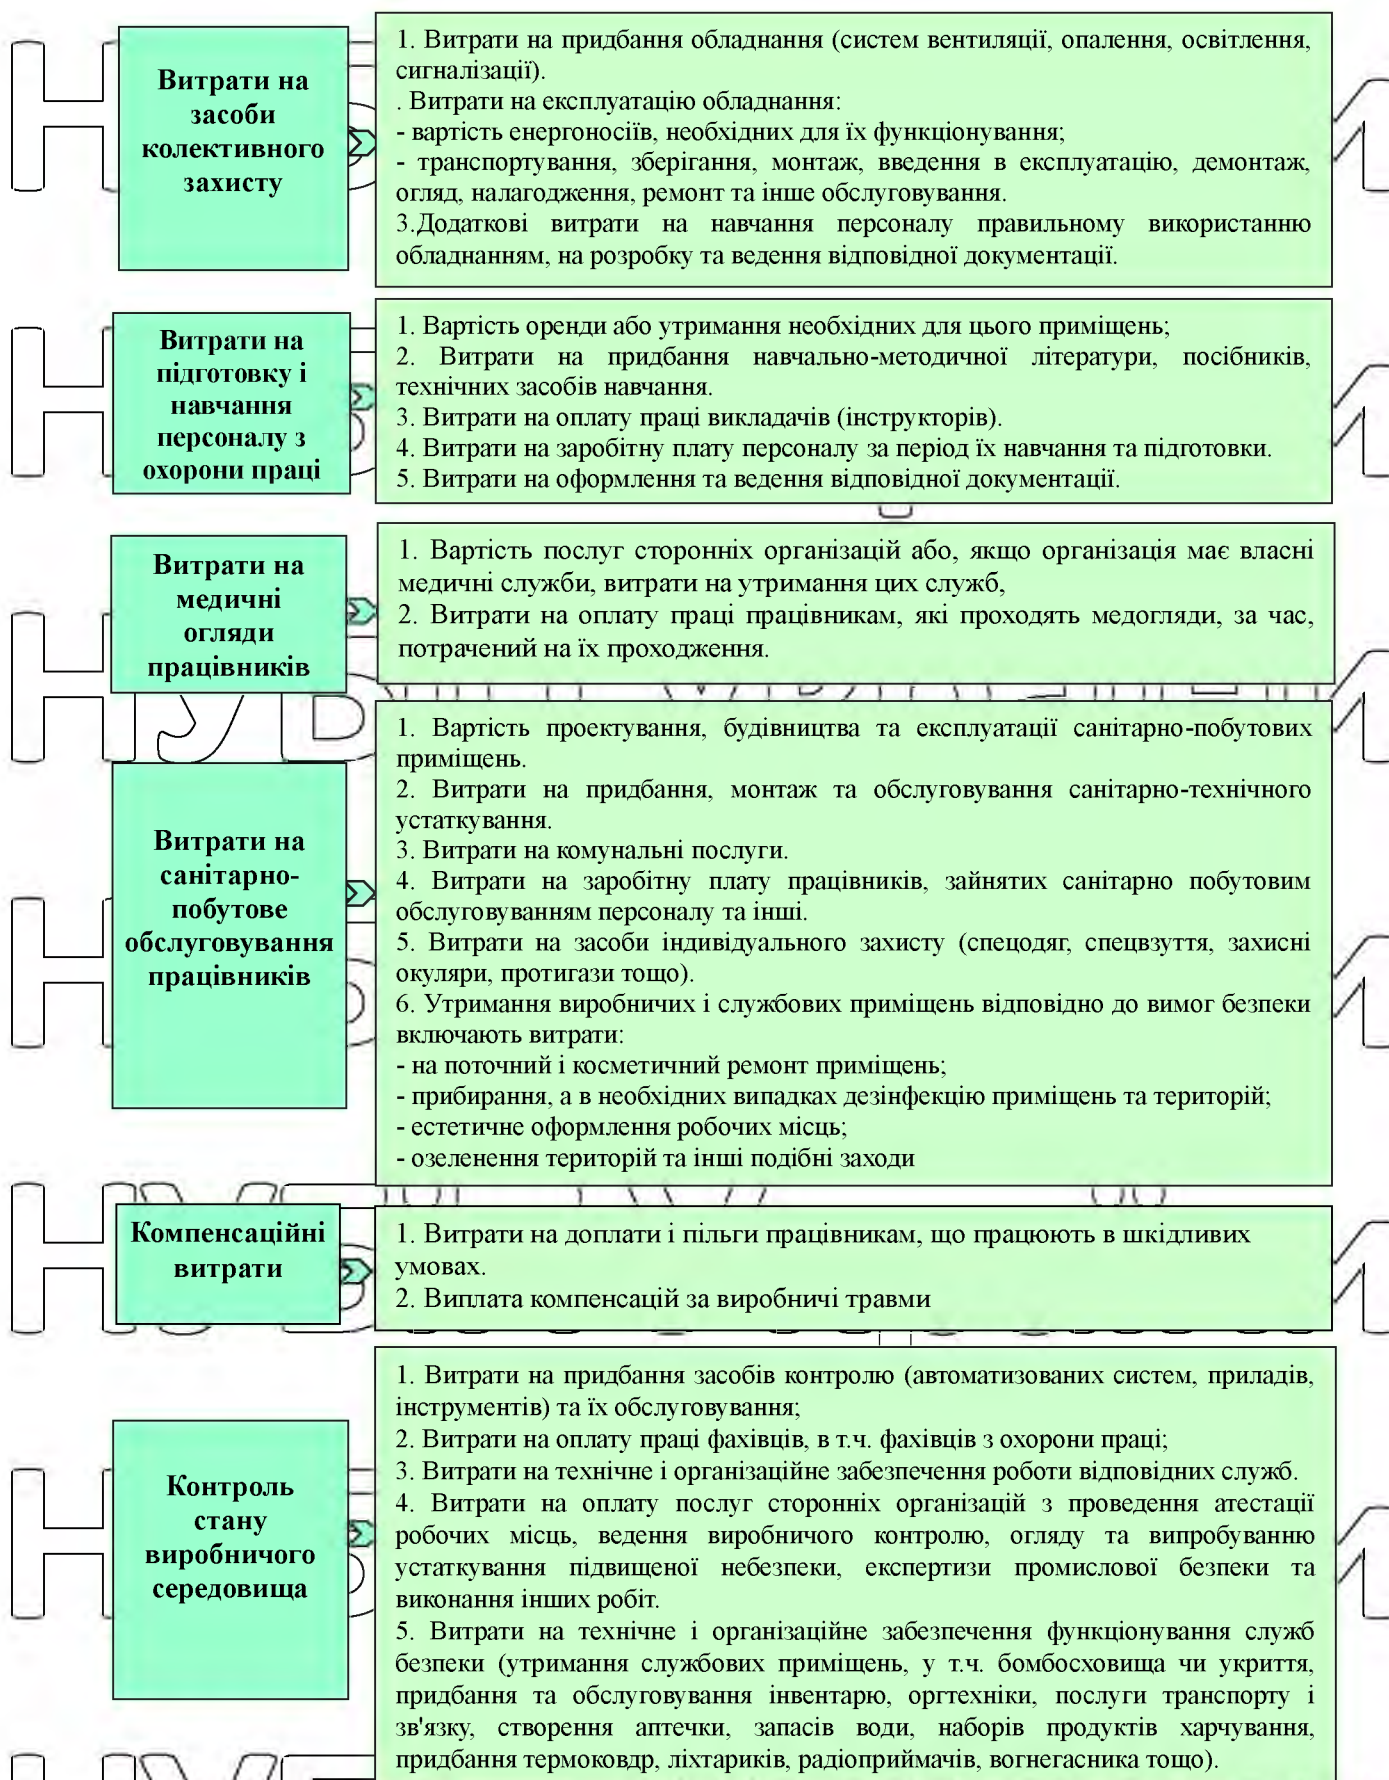 Витрати на
засоби
колективного
захисту
1. Витрати на придбання обладнання (систем вентиляції, опалення, освітлення,
сигналізації).
. Витрати на експлуатацію обладнання:
- вартість енергоносіїв, необхідних для їх функціонування;
- транспортування, зберігання, монтаж, введення в експлуатацію, демонтаж,
огляд, налагодження, ремонт та інше обслуговування.
3.Додаткові витрати на навчання персоналу правильному використанню
обладнанням, на розробку та ведення відповідної документації.
Витрати на
підготовку і
навчання
персоналу з
охорони праці
1. Вартість оренди або утримання необхідних для цього приміщень;
2. Витрати на придбання навчально-методичної літератури, посібників,
технічних засобів навчання.
3. Витрати на оплату праці викладачів (інструкторів).
4. Витрати на заробітну плату персоналу за період їх навчання та підготовки.
5. Витрати на оформлення та ведення відповідної документації.
Витрати на
медичні
огляди
працівників
1. Вартість послуг сторонніх організацій або, якщо організація має власні
медичні служби, витрати на утримання цих служб,
2. Витрати на оплату праці працівникам, які проходять медогляди, за час,
потрачений на їх проходження.
Витрати на
санітарно-
побутове
обслуговування
працівників
1. Вартість проектування, будівництва та експлуатації санітарно-побутових
приміщень.
2. Витрати на придбання, монтаж та обслуговування санітарно-технічного
устаткування.
3. Витрати на комунальні послуги.
4. Витрати на заробітну плату працівників, зайнятих санітарно побутовим
обслуговуванням персоналу та інші.
5. Витрати на засоби індивідуального захисту (спецодяг, спецвзуття, захисні
окуляри, протигази тощо).
6. Утримання виробничих і службових приміщень відповідно до вимог безпеки
включають витрати:
- на поточний і косметичний ремонт приміщень;
- прибирання, а в необхідних випадках дезінфекцію приміщень та територій;
- естетичне оформлення робочих місць;
- озеленення територій та інші подібні заходи
Компенсаційні
витрати
1. Витрати на доплати і пільги працівникам, що працюють в шкідливих
умовах.
2. Виплата компенсацій за виробничі травми
Контроль
стану
виробничого
середовища
1. Витрати на придбання засобів контролю (автоматизованих систем, приладів,
інструментів) та їх обслуговування;
2. Витрати на оплату праці фахівців, в т.ч. фахівців з охорони праці;
3. Витрати на технічне і організаційне забезпечення роботи відповідних служб.
4. Витрати на оплату послуг сторонніх організацій з проведення атестації
робочих місць, ведення виробничого контролю, огляду та випробуванню
устаткування підвищеної небезпеки, експертизи промислової безпеки та
виконання інших робіт.
5. Витрати на технічне і організаційне забезпечення функціонування служб
безпеки (утримання службових приміщень, у т.ч. бомбосховища чи укриття,
придбання та обслуговування інвентарю, оргтехніки, послуги транспорту і
зв'язку, створення аптечки, запасів води, наборів продуктів харчування,
придбання термоковдр, ліхтариків, радіоприймачів, вогнегасника тощо).